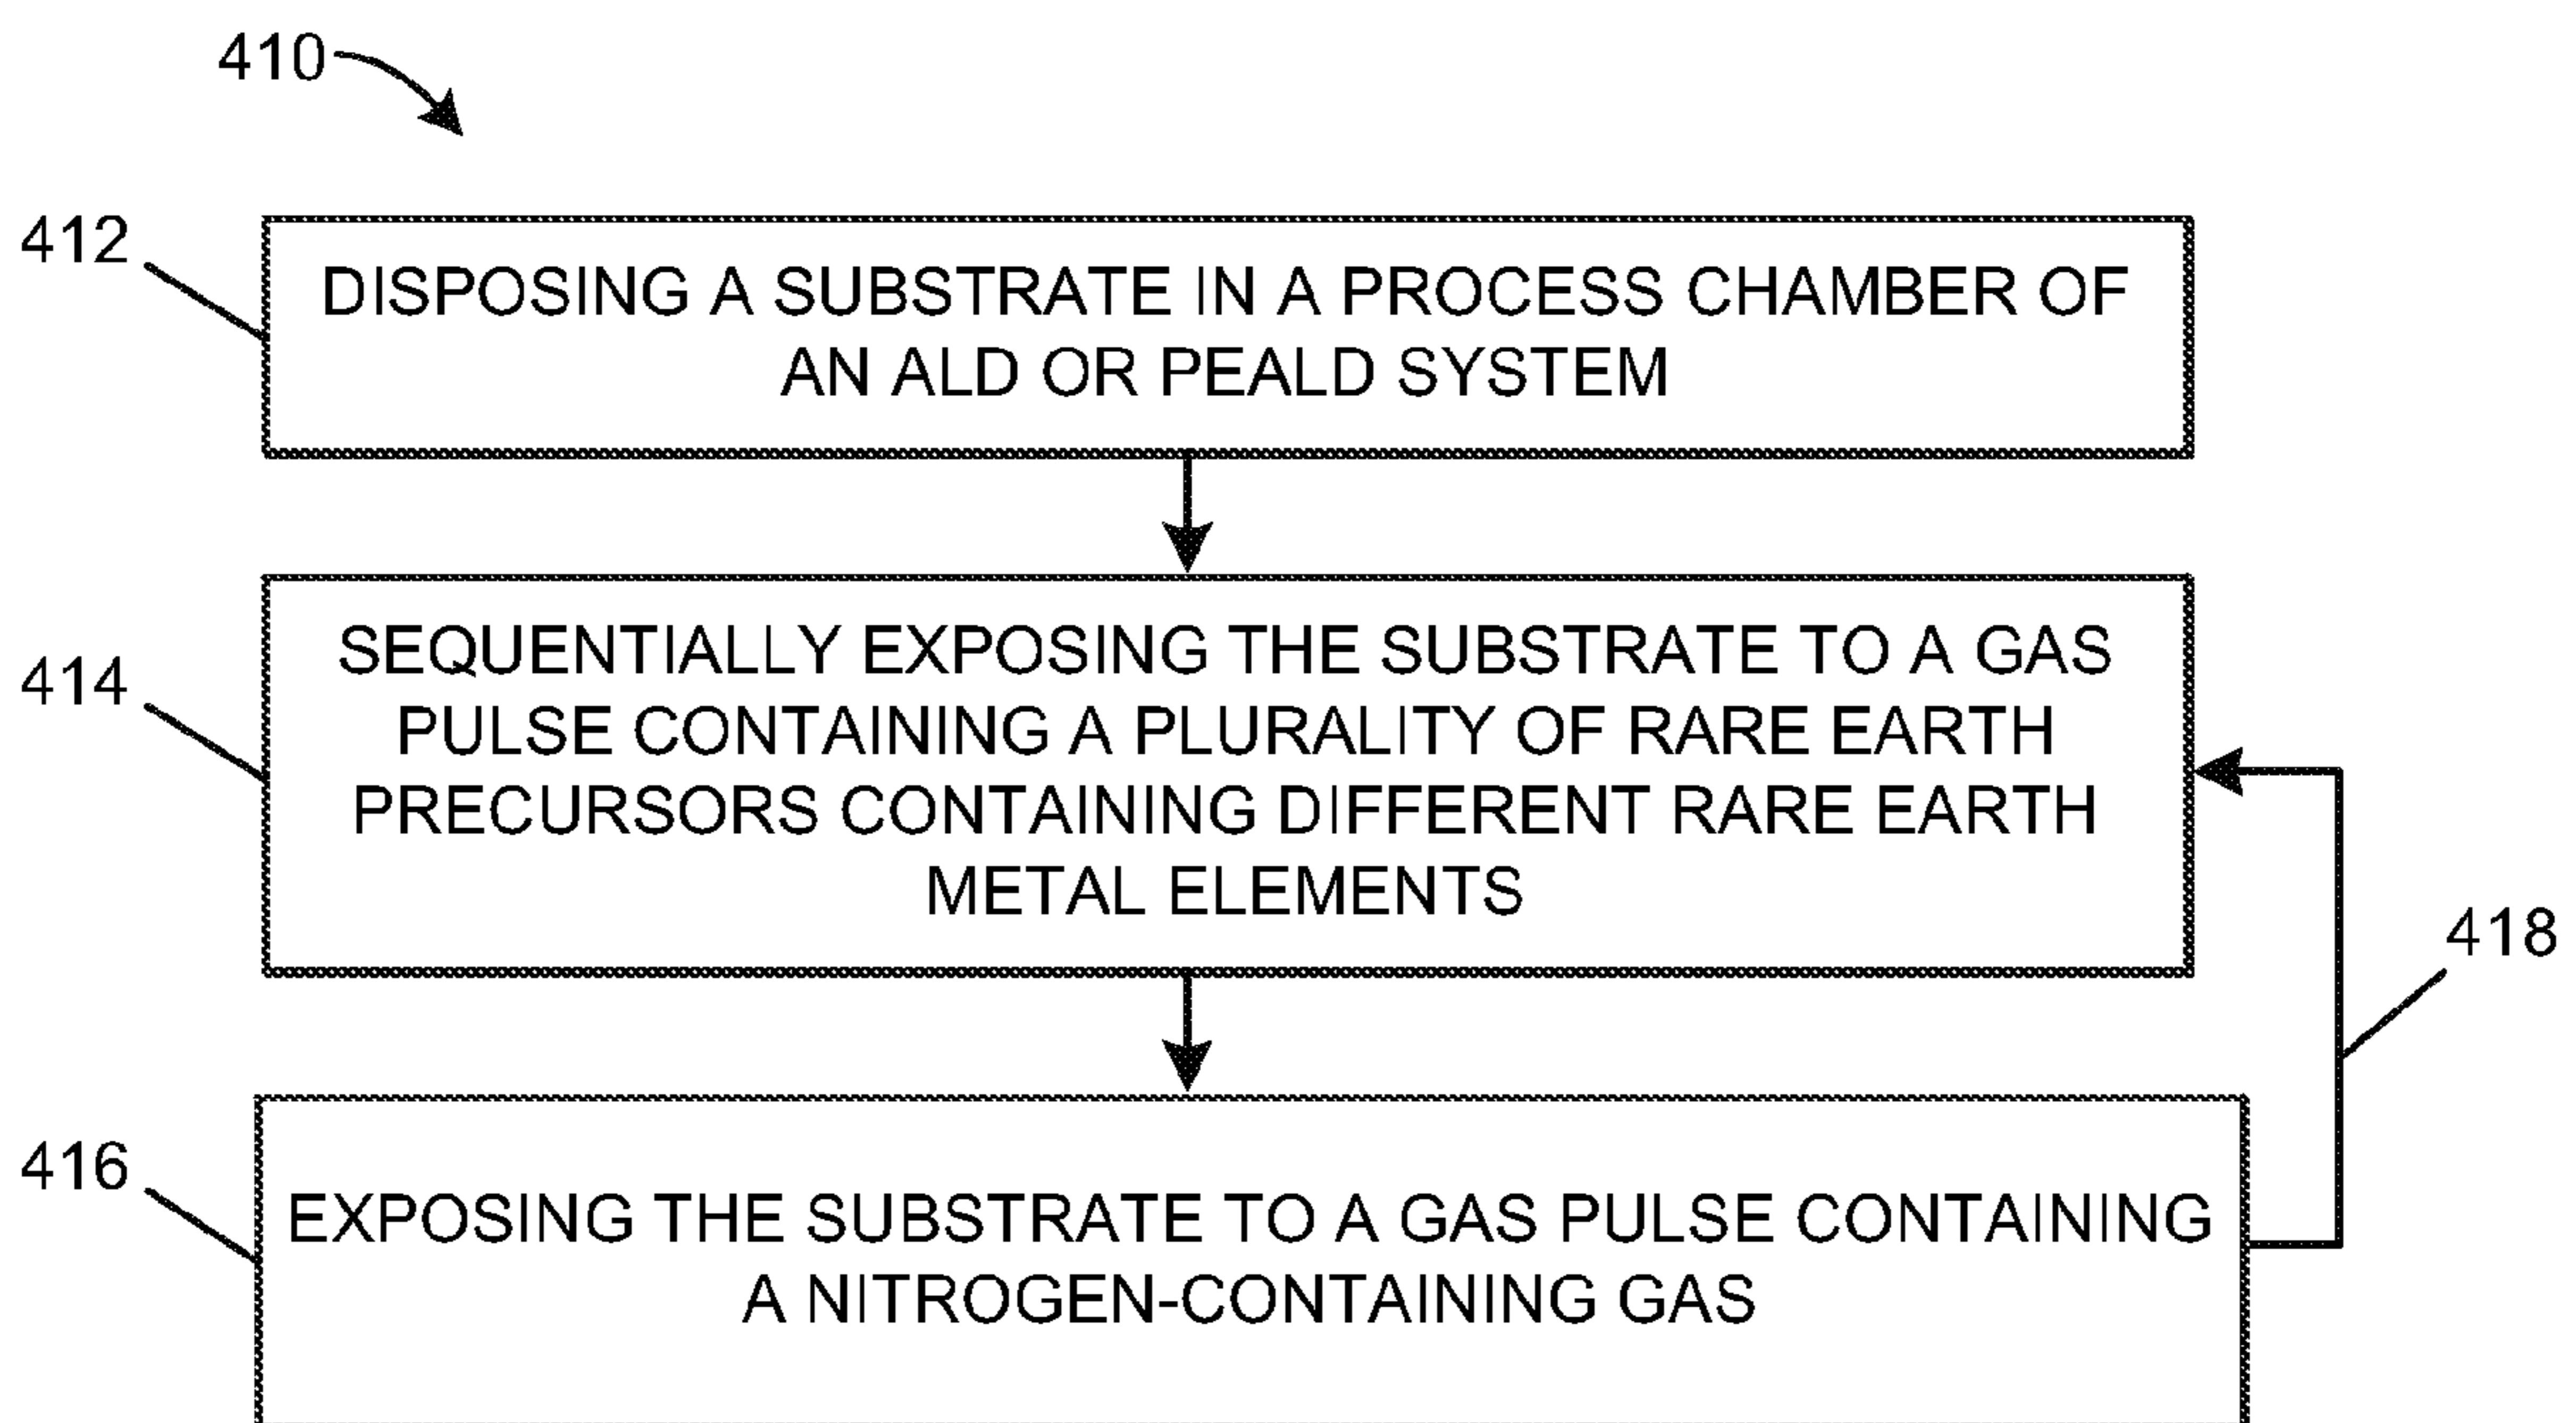 410
412
DISPOSING A SUBSTRATE IN A PROCESS CHAMBER OF
AN ALD OR PEALD SYSTEM
414
SEQUENTIALLY EXPOSING THE SUBSTRATE TO A GAS
PULSE CONTAINING A PLURALITY OF RARE EARTH
PRECURSORS CONTAINING DIFFERENT RARE EARTH
METAL ELEMENTS
418
416
EXPOSING THE SUBSTRATE TO A GAS PULSE CONTAINING
A NITROGEN-CONTAINING GAS